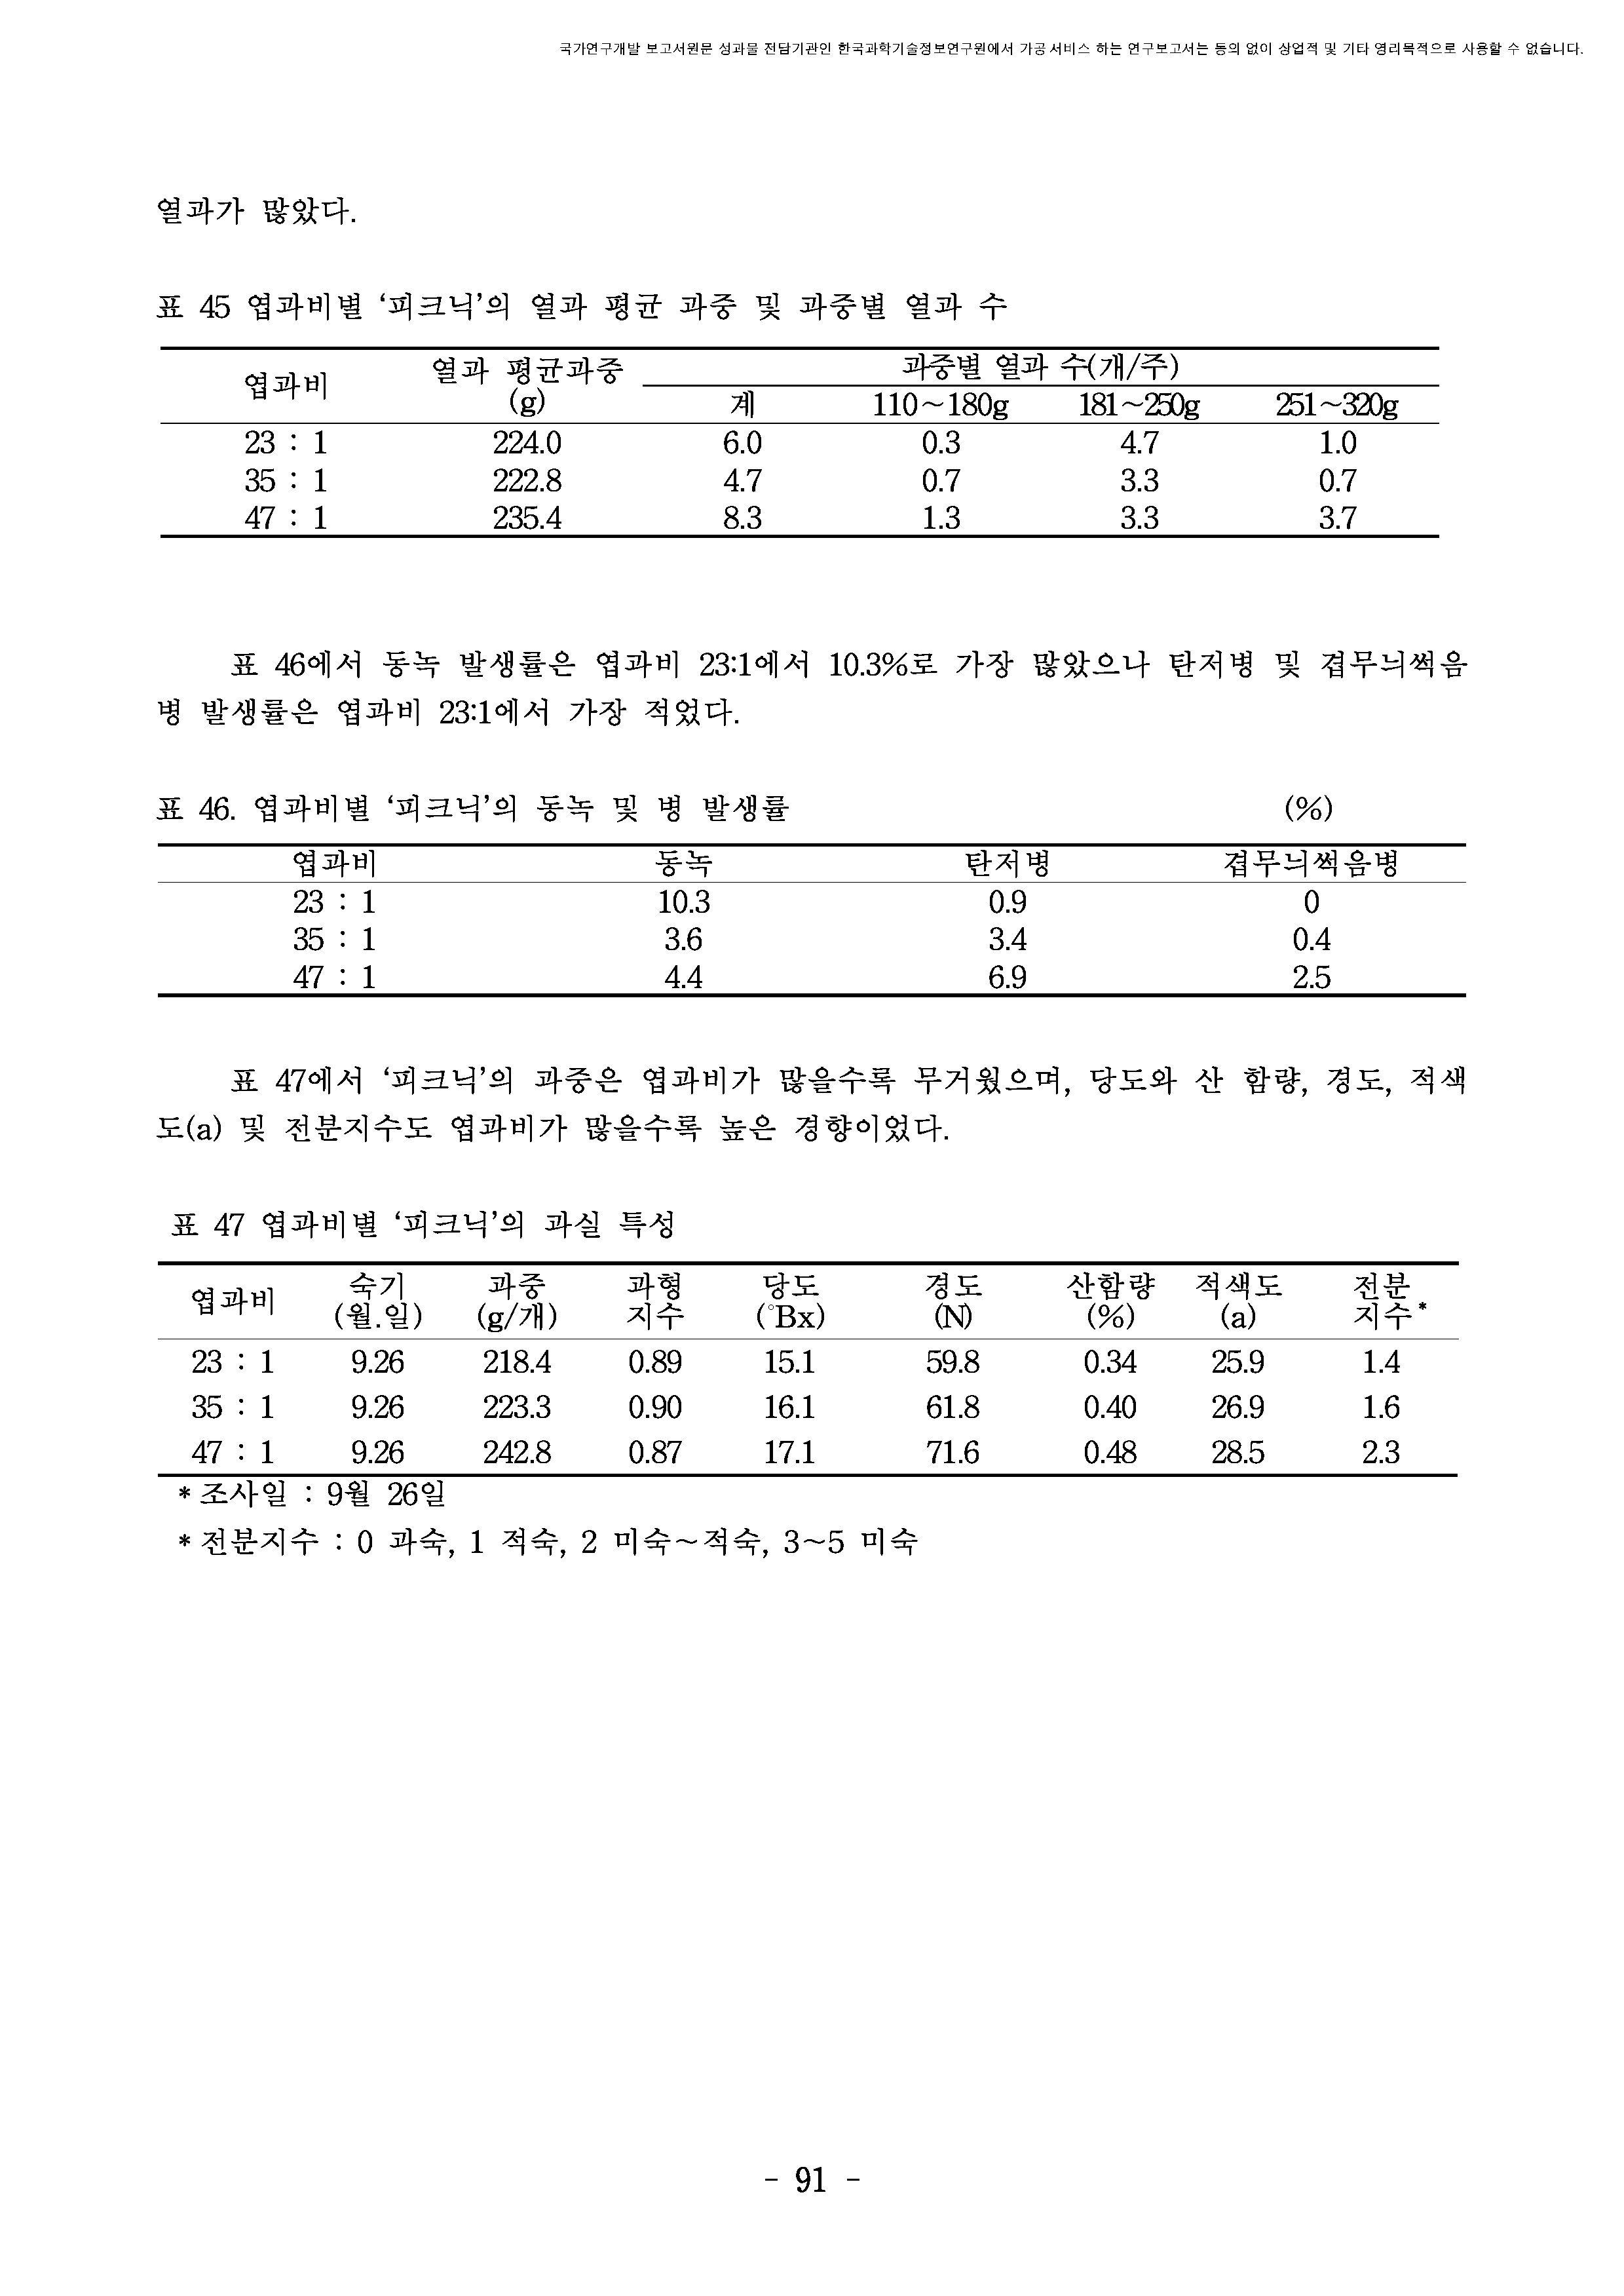 국가연구개발 보고서원문 성과물 전담기관인 한국과학기술정보연구원에서 가공·서비스 하는 연구보고서는 동의 없이 상업적 및 기타 영리목적으로 사용할 수 없습니다.
열과가 많았다.
표 45 엽과비별 ‘피크닉’의 열과 평균 과중 및 과중별 열과 수
엽과비 열과 평균과중 (g) 과중별 열과 수(개/주)
계 110~180g 181~250g 251~320g
23 : 1 224.0 6.0 0.3 4.7 1.0
35 : 1 222.8 4.7 0.7 3.3 0.7
47 : 1 235.4 8.3 1.3 3.3 3.7
표 46에서 동녹 발생률은 엽과비 23:1에서 10.3%로 가장 많았으나 탄저병 및 겹무늬썩음
병 발생률은 엽과비 23:1에서 가장 적었다.
표 46. 엽과비별 ‘피크닉’의 동녹 및 병 발생률 (%)
엽과비 동녹 탄저병 겹무늬썩음병
23 : 1 10.3 0.9 0
35 : 1 3.6 3.4 0.4
47 : 1 4.4 6.9 2.5
표 47에서 ‘피크닉’의 과중은 엽과비가 많을수록 무거웠으며, 당도와 산 함량, 경도, 적색
도(a) 및 전분지수도 엽과비가 많을수록 높은 경향이었다.
표 47 엽과비별 ‘피크닉’의 과실 특성
엽과비 숙기 과중 과형 당도 경도 산함량 적색도 전분
(월.일) (g/개) 지수 (°Bx) (N) (%) (a) 지수*
23 : 1 9.26 218.4 0.89 15.1 59.8 0.34 25.9 1.4
35 : 1 9.26 223.3 0.90 16.1 61.8 0.40 26.9 1.6
47 : 1 9.26 242.8 0.87 17.1 71.6 0.48 28.5 2.3
* 조사일 : 9월 26일
* 전분지수 : 0 과숙, 1 적숙, 2 미숙~적숙, 3~5 미숙
- 91 -